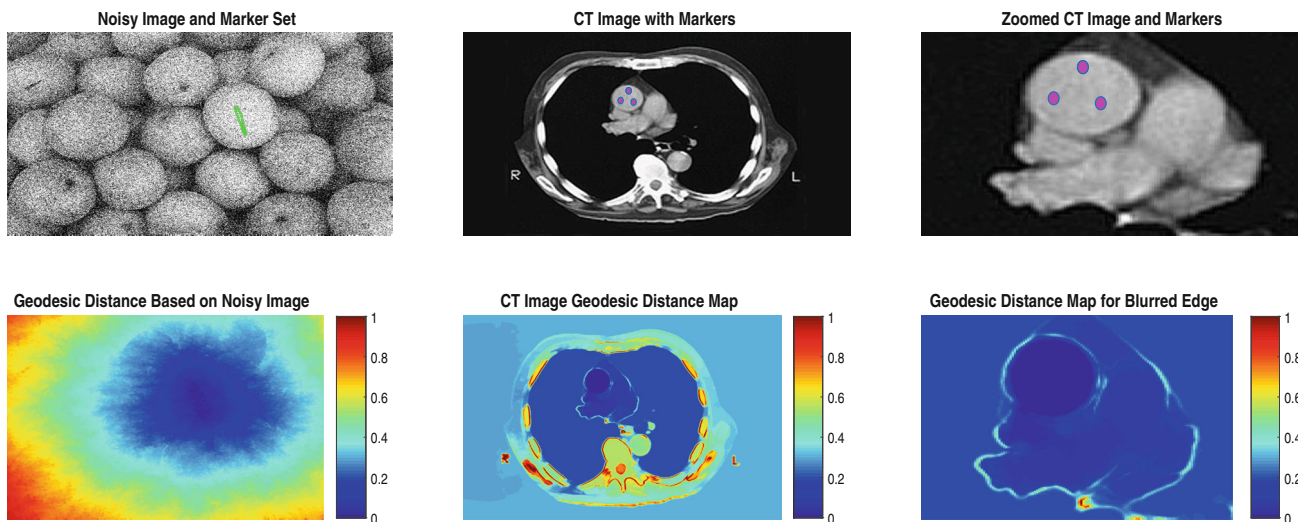 Noisy Image and Marker Set
CT Image with Markers
Zoomed CT Image and Markers
R
L
Geodesic Distance Based on Noisy Image
CT Image Geodesic Distance Map
Geodesic Distance Map for Blurred Edge
1
0.8
0.6
0.4
0.2
0
R
L
1
0.8
0.6
0.4
0.2
0
1
0.8
0.6
0.4
0.2
0